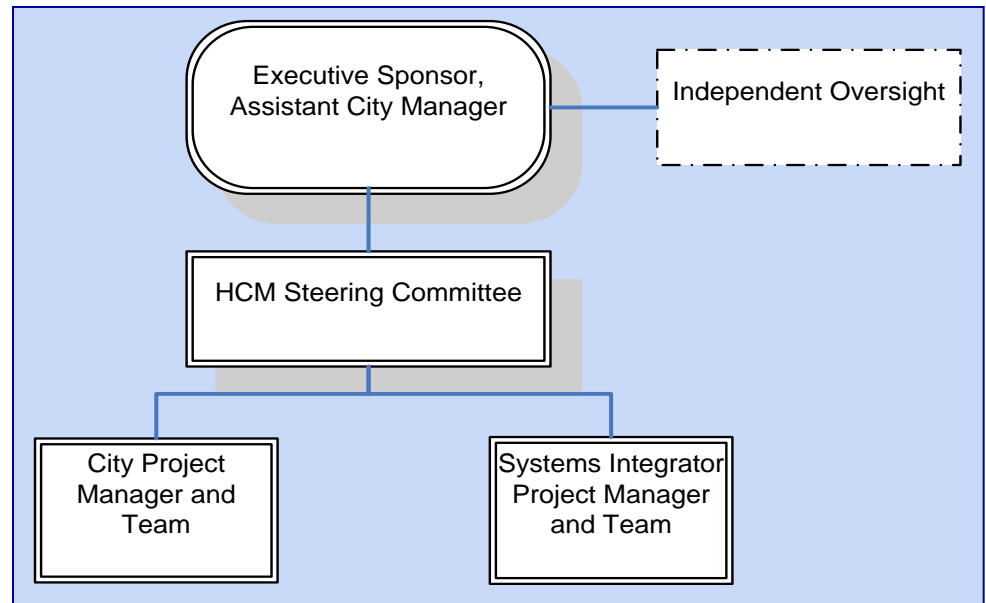 Executive Sponsor,
Assistant City Manager
Independent Oversight
HCM Steering Committee
City Project
Manager and
Team
Systems Integrator
Project Manager
and Team